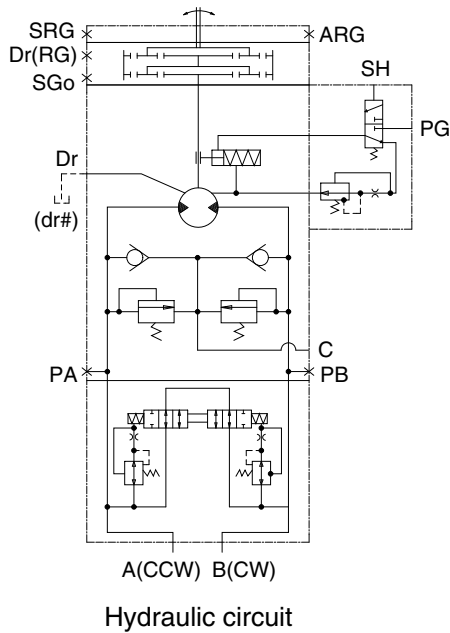 SRG
ARG
Dr(RG)
SGo
SH
PG
Dr
(dr#)
C
PA
PB
A(CCW)
B(CW)
Hydraulic circuit